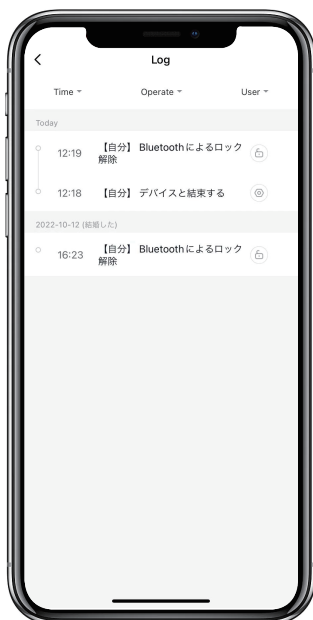 Log
Time Operate User
Today
12:19 【自分】 Bluetoothによるロック
解除
12:18 【自分】 デバイスと結束する
2022-10-12 (結婚した)
16:23 【自分】 Bluetoothによるロック
解除